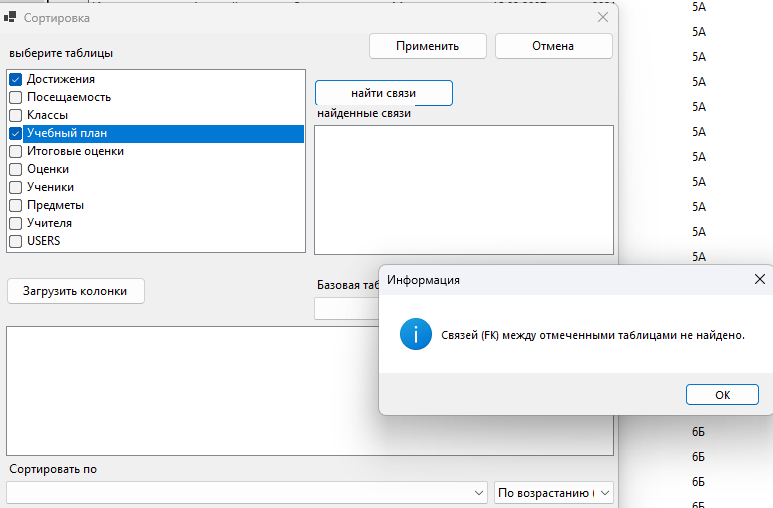 Сортировка
выберите таблицы
Применить
Отмена
Достижения
Посещаемость
Классы
Учебный план
Итоговые оценки
Оценки
Ученики
Предметы
Учителя
USERS
найти связи
найденные связи
Загрузить колонки
Базовая таб
Информация
Связей (FK) между отмеченными таблицами не найдено.
OK
Сортировать по
По возрастанию (
5А
5А
5А
5А
5А
5А
5А
5А
5А
5А
5А
6Б
6Б
6Б
6Б